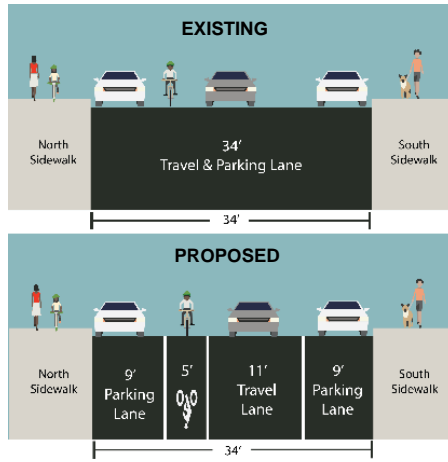 EXISTING
North
Sidewalk
34'
Travel & Parking Lane
South
Sidewalk
34'
PROPOSED
North
Sidewalk
9'
Parking
Lane
5'
11'
Travel
Lane
9'
Parking
Lane
South
Sidewalk
34'